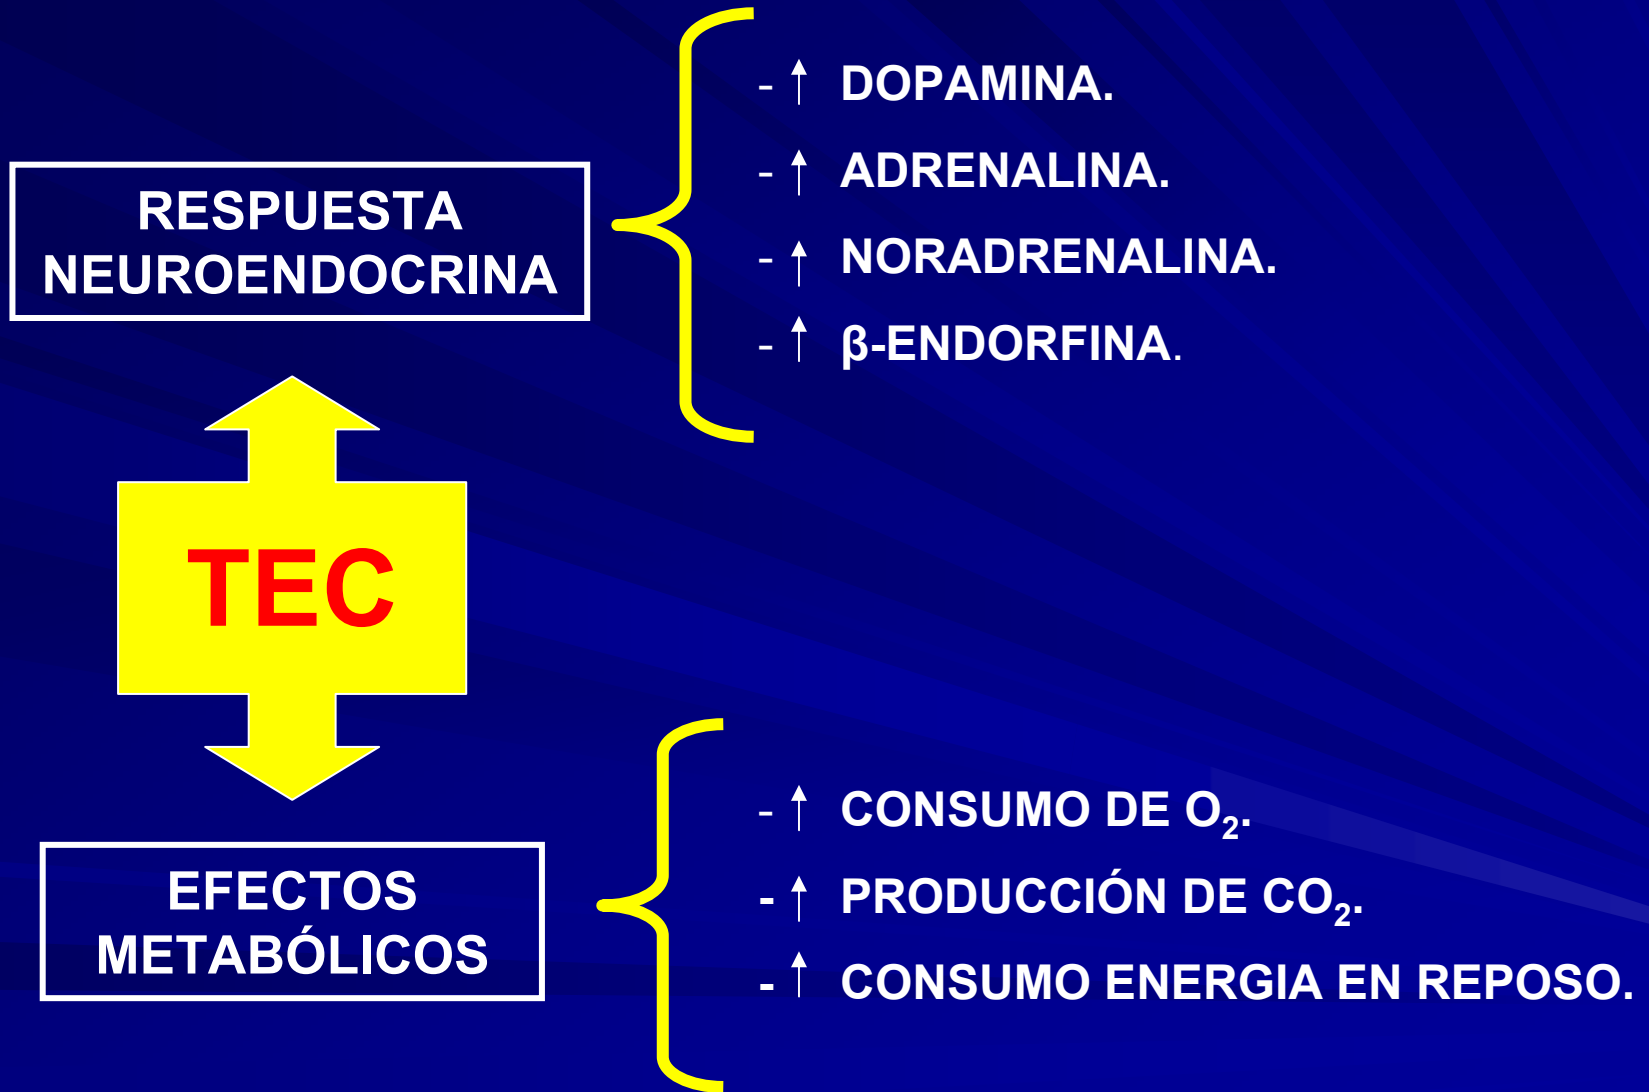 RESPUESTA
NEUROENDOCRINA
- ↑ DOPAMINA.
- ↑ ADRENALINA.
- ↑ NORADRENALINA.
- ↑ β-ENDORFINA.
TEC
EFECTOS
METABÓLICOS
- ↑ CONSUMO DE O₂.
- ↑ PRODUCCIÓN DE CO₂.
- ↑ CONSUMO ENERGIA EN REPOSO.